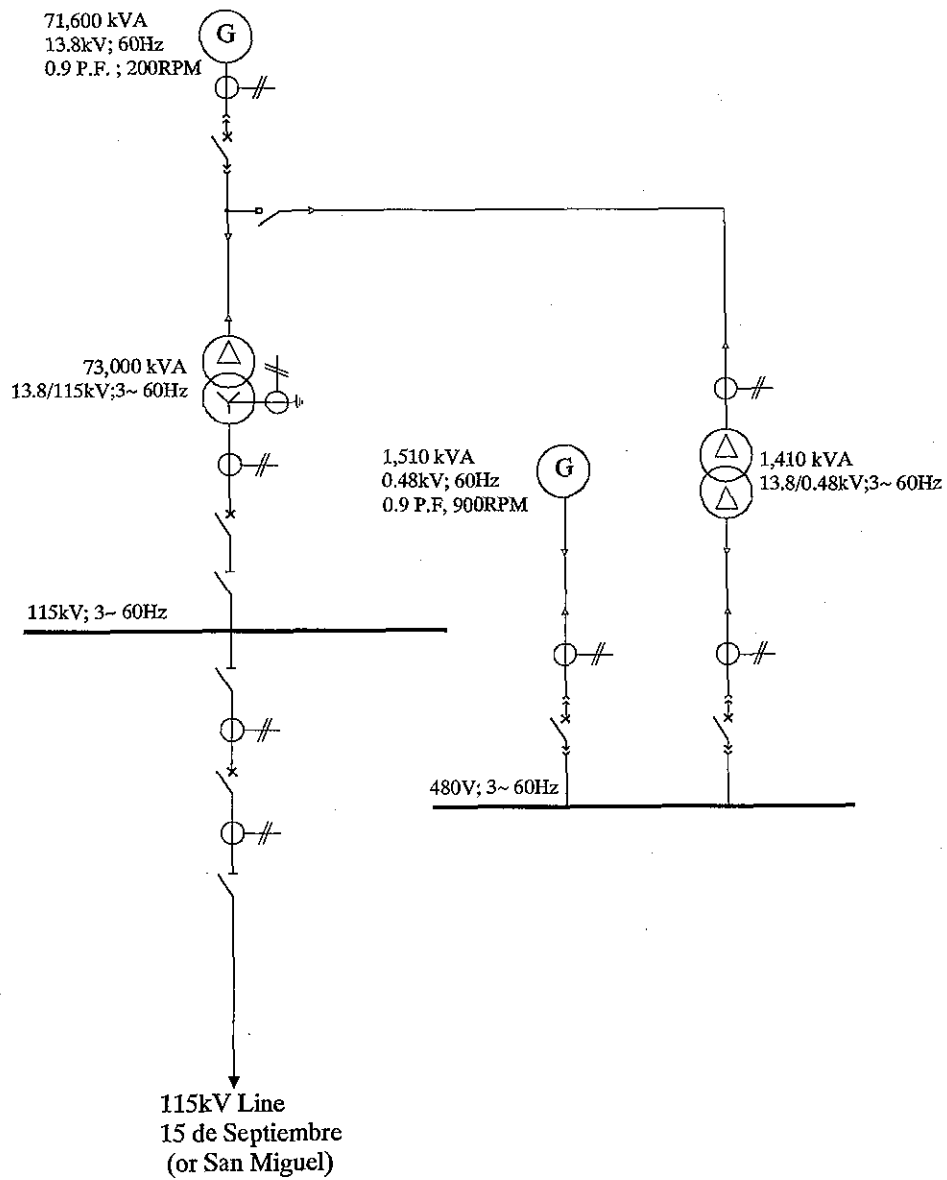 71,600 kVA
13.8kV; 60Hz
0.9 P.F. ; 200RPM
G
73,000 kVA
13.8/115kV;3~ 60Hz
1,510 kVA
0.48kV; 60Hz
0.9 P.F, 900RPM
G
1,410 kVA
13.8/0.48kV;3~ 60Hz
115kV; 3~ 60Hz
480V; 3~ 60Hz
115kV Line
15 de Septiembre
(or San Miguel)